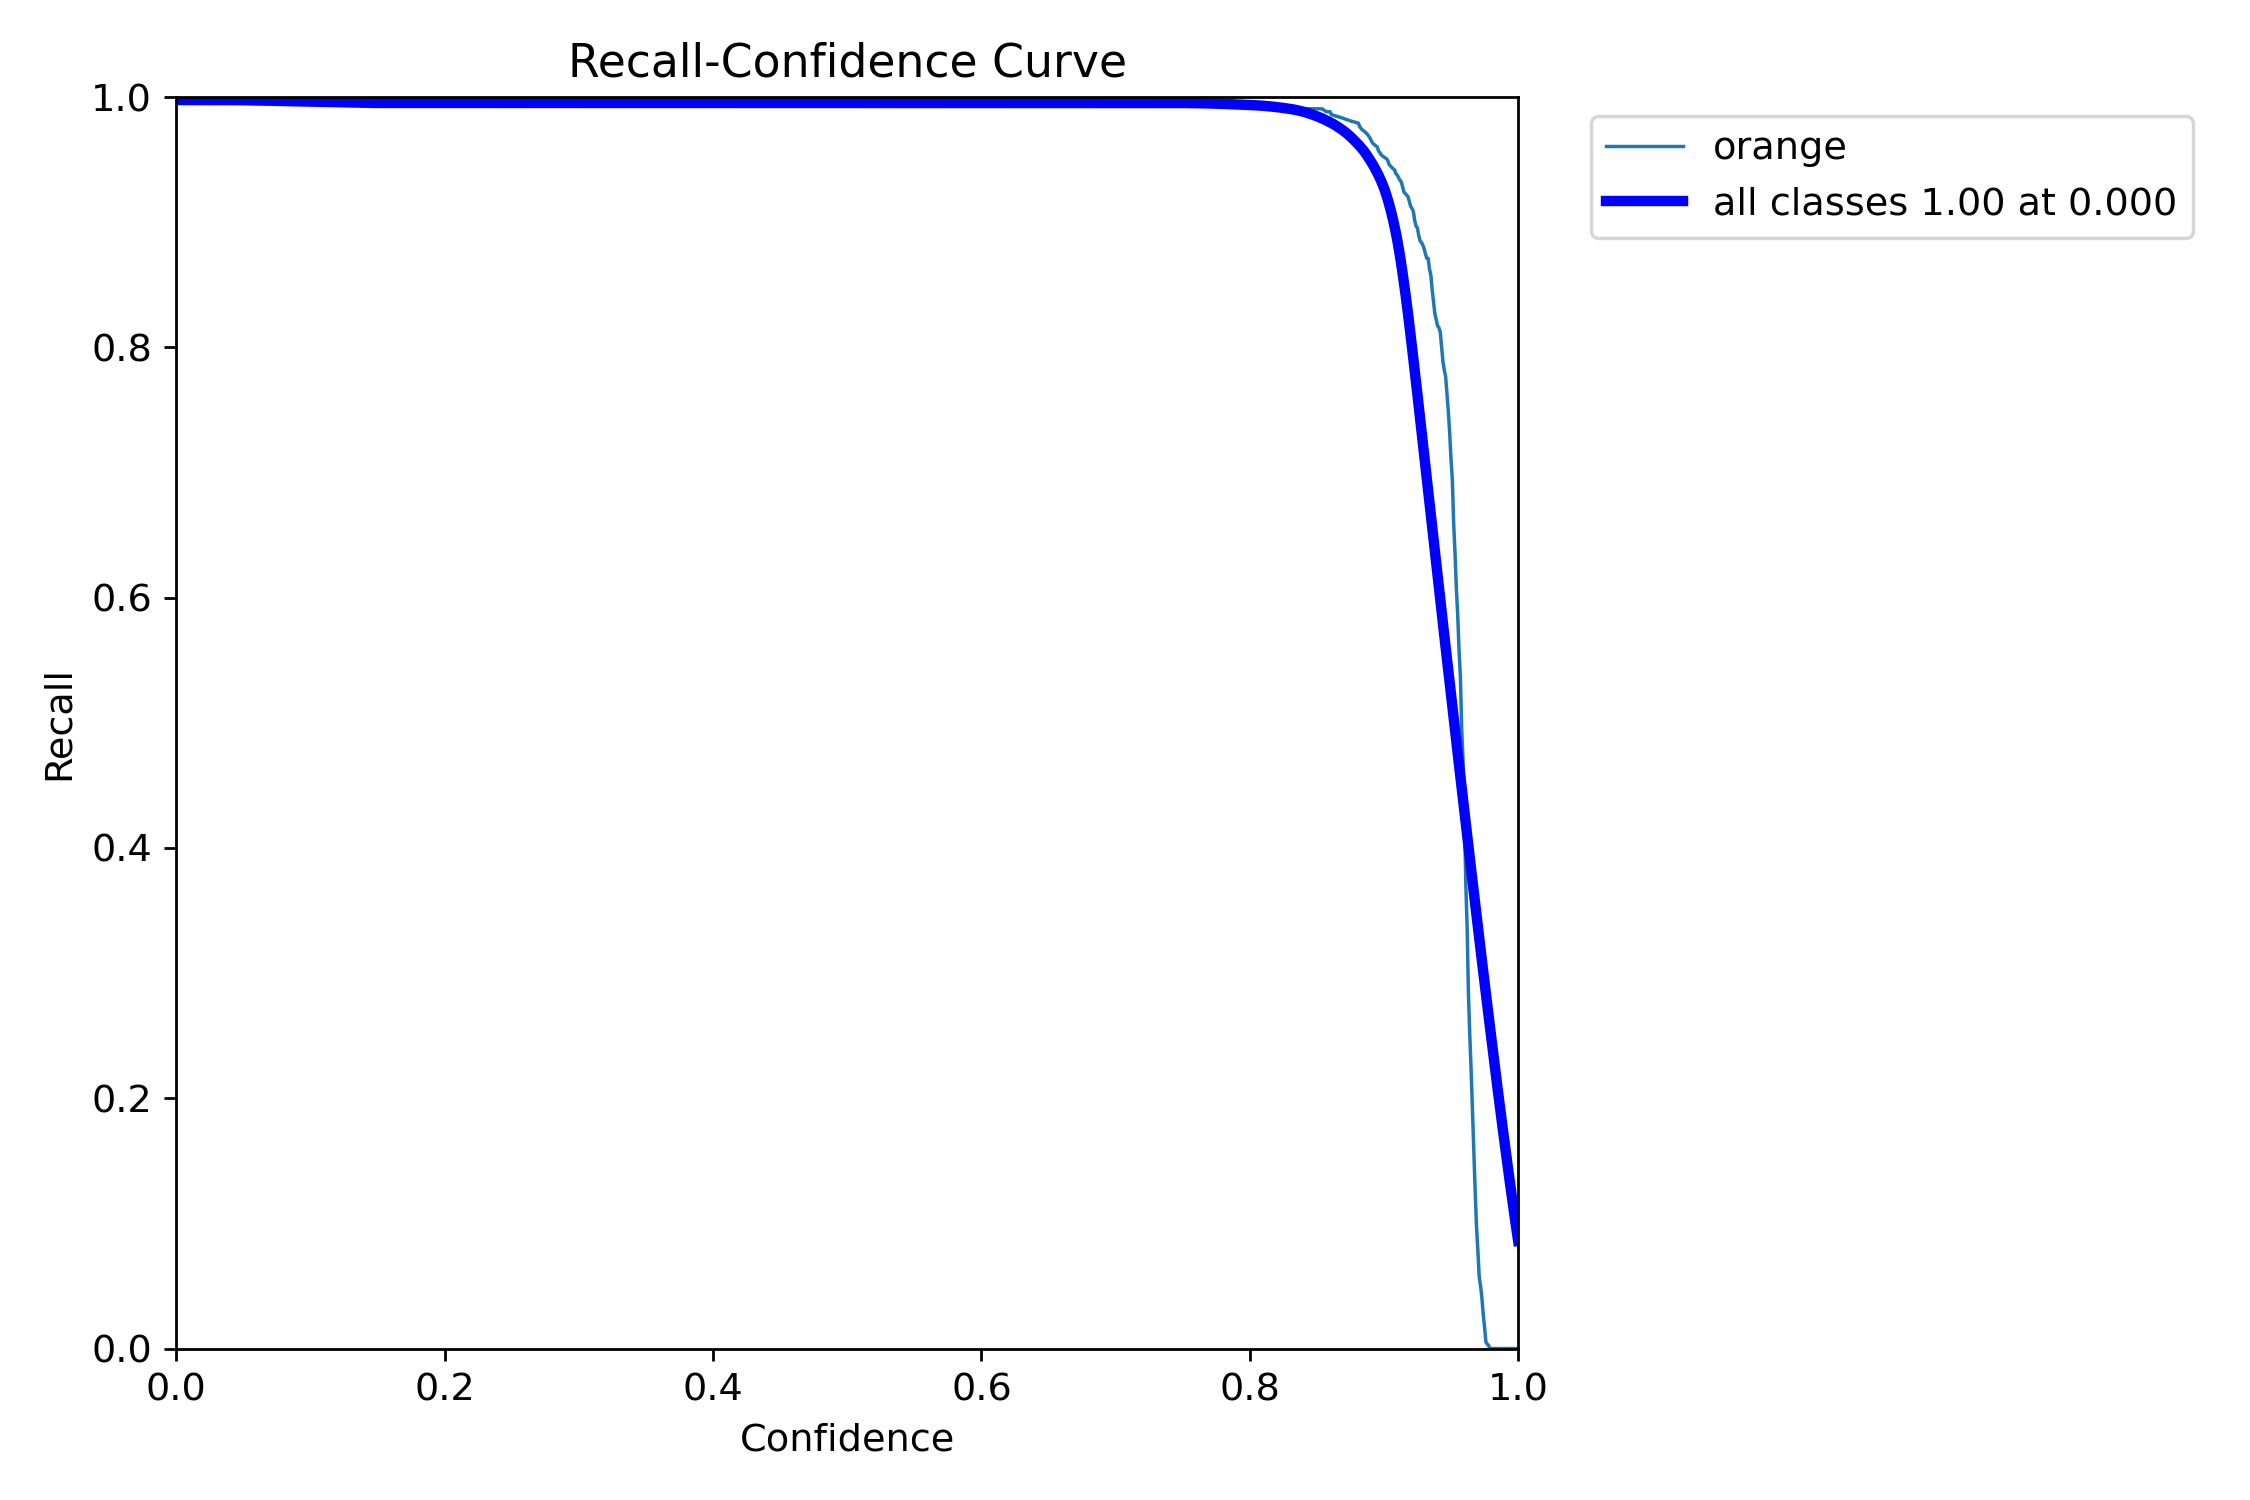 Recall-Confidence Curve
1.0
0.8
0.6
0.4
0.2
0.0
Recall
0.0 0.2 0.4 0.6 0.8 1.0
Confidence
orange
all classes 1.00 at 0.000